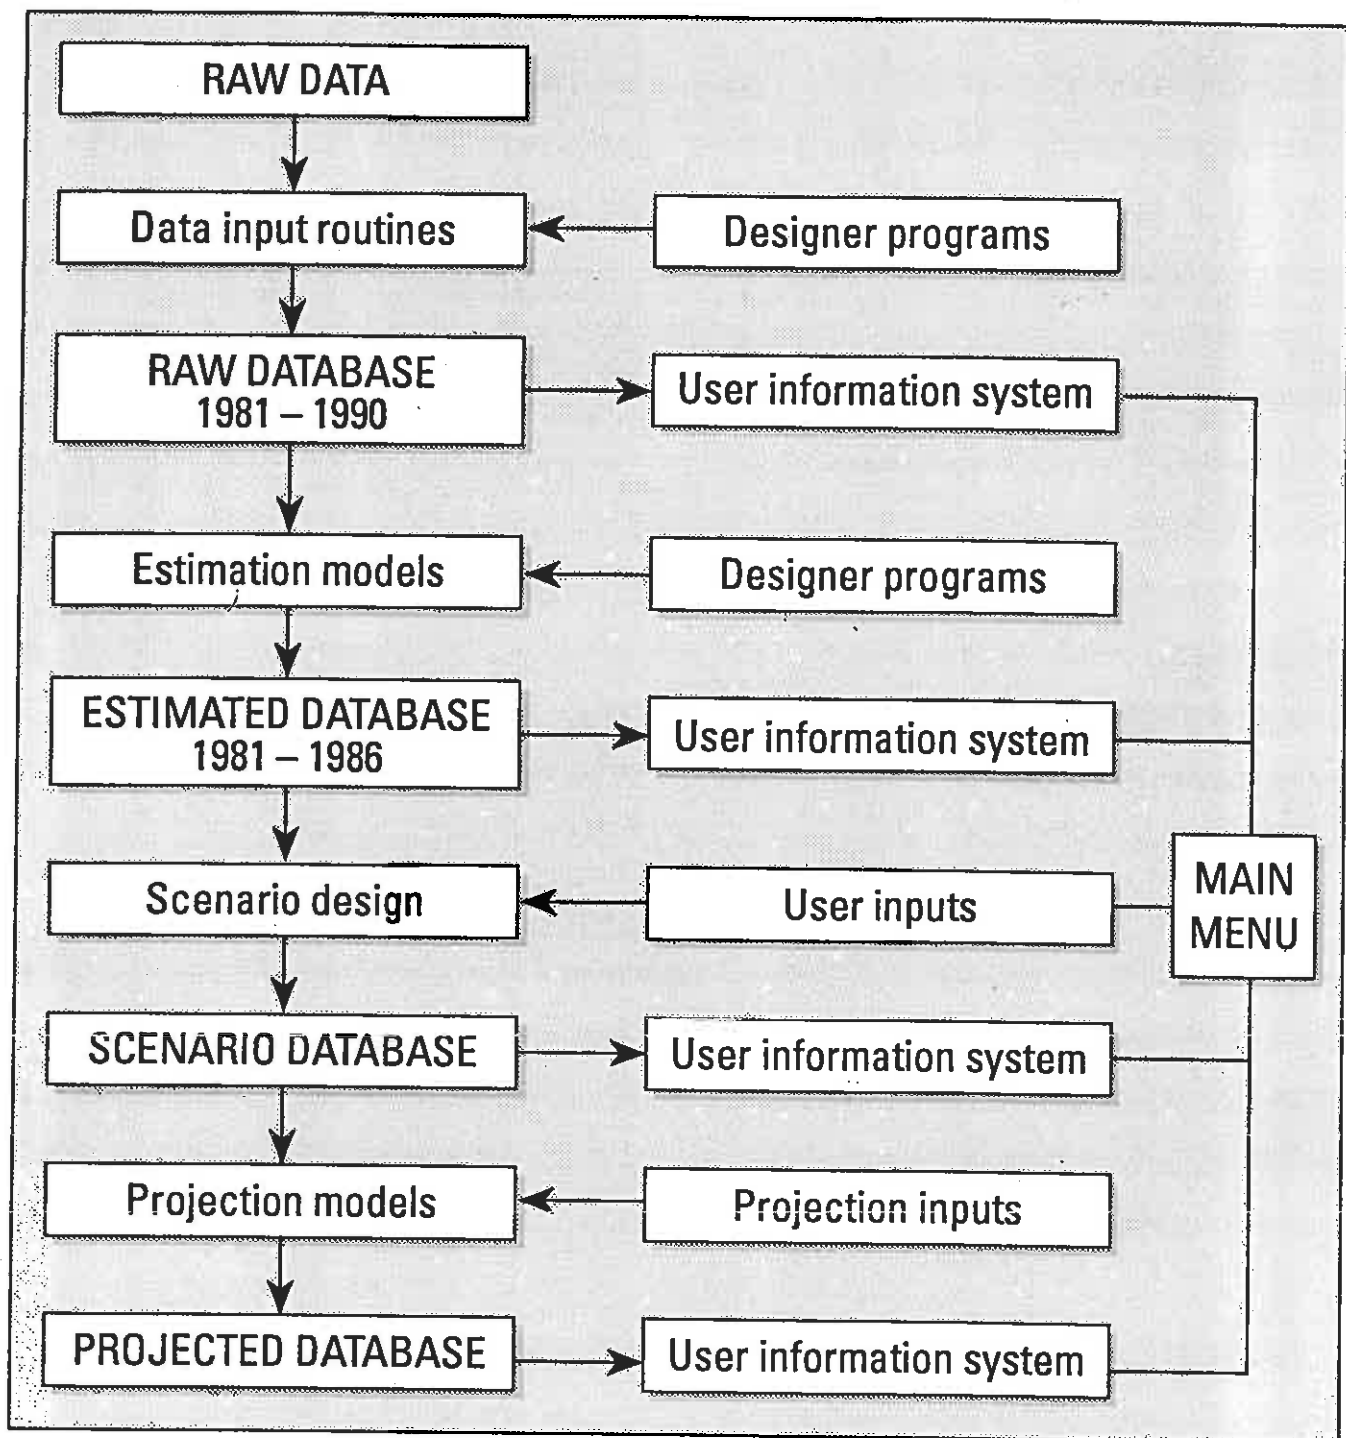 RAW DATA
Data input routines
Designer programs
RAW DATABASE
1981 – 1990
User information system
Estimation models
Designer programs
ESTIMATED DATABASE
1981 – 1986
User information system
Scenario design
User inputs
MAIN
MENU
SCENARIO DATABASE
User information system
Projection models
Projection inputs
PROJECTED DATABASE
User information system